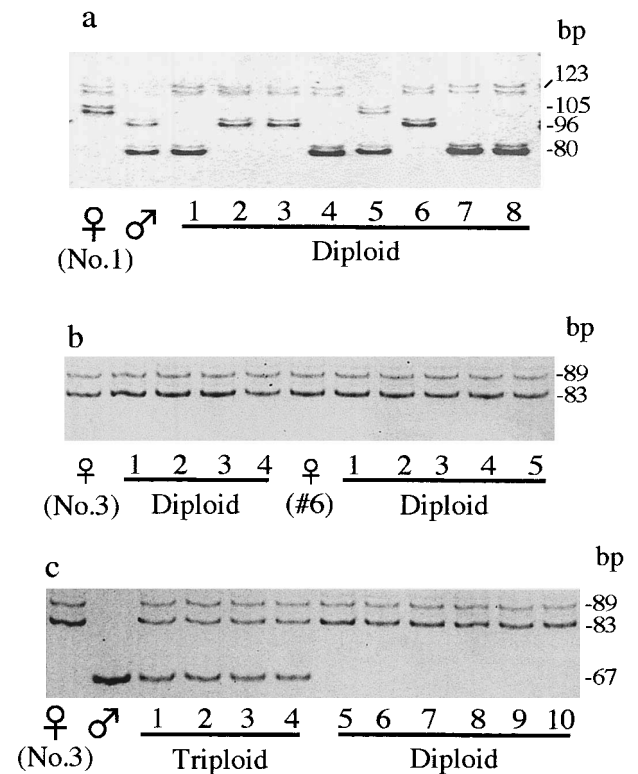 a
bp
123
-105
-96
-80
♀ ♂ 1 2 3 4 5 6 7 8
(No.1) Diploid
b
bp
-89
-83
♀ 1 2 3 4 ♀ 1 2 3 4 5
(No.3) Diploid (#6) Diploid
c
bp
-89
-83
-67
♀ ♂ 1 2 3 4 5 6 7 8 9 10
(No.3) Triploid Diploid